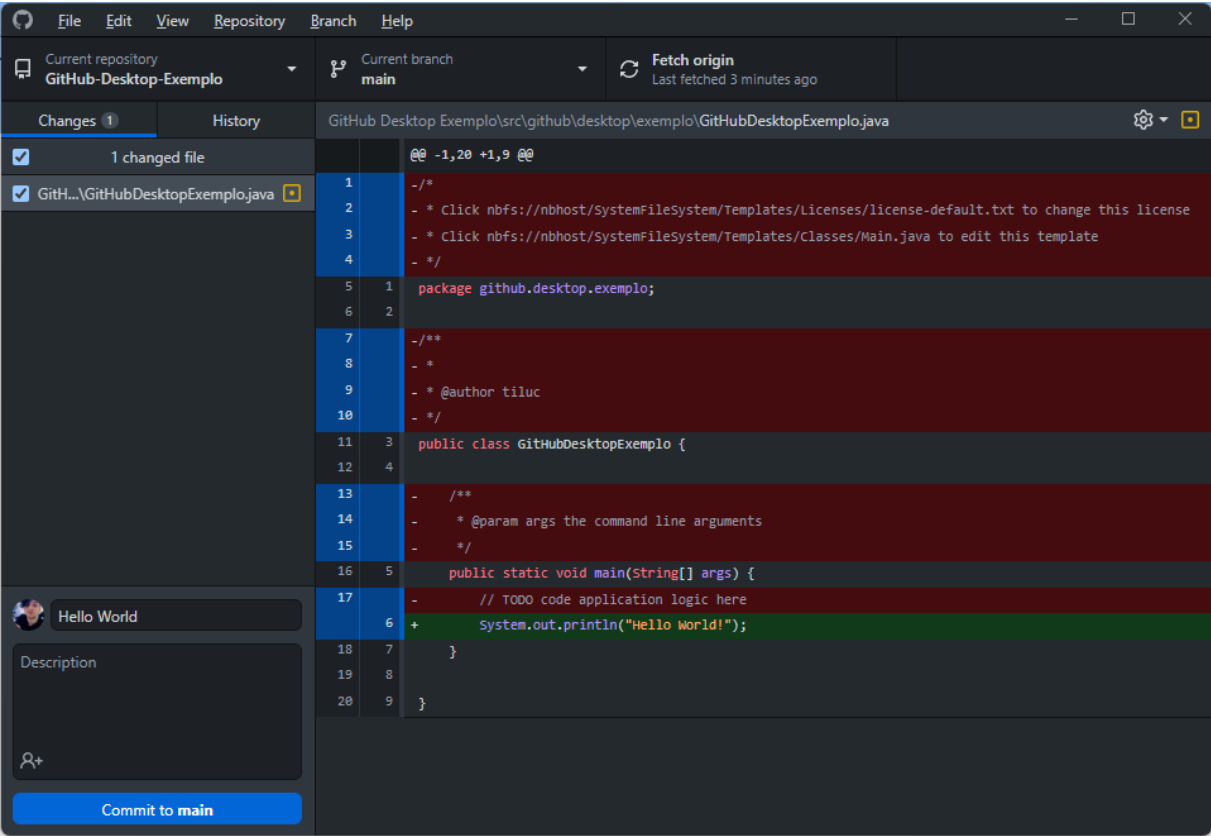 File Edit View Repository Branch Help
Current repository
GitHub-Desktop-Exemplo
Current branch
main
Fetch origin
Last fetched 3 minutes ago
Changes 1 History
GitHub Desktop Exemplo\src\github\desktop\exemplo\GitHubDesktopExemplo.java
1 changed file
GitH...\GitHubDesktopExemplo.java
@@ -1,20 +1,9 @@
1 -/*
2 - * Click nbfs://nbhost/SystemFileSystem/Templates/Licenses/license-default.txt to change this license
3 - * Click nbfs://nbhost/SystemFileSystem/Templates/Classes/Main.java to edit this template
4 - */
5 1 package github.desktop.exemplo;
6 2
7 -/**
8 - *
9 - * @author tiluc
10 - */
11 3 public class GitHubDesktopExemplo {
12 4
13 - /**
14 - * @param args the command line arguments
15 - */
16 5 public static void main(String[] args) {
17 - // TODO code application logic here
6 + System.out.println("Hello World!");
18 7 }
19 8
20 9 }
Hello World
Description
Commit to main